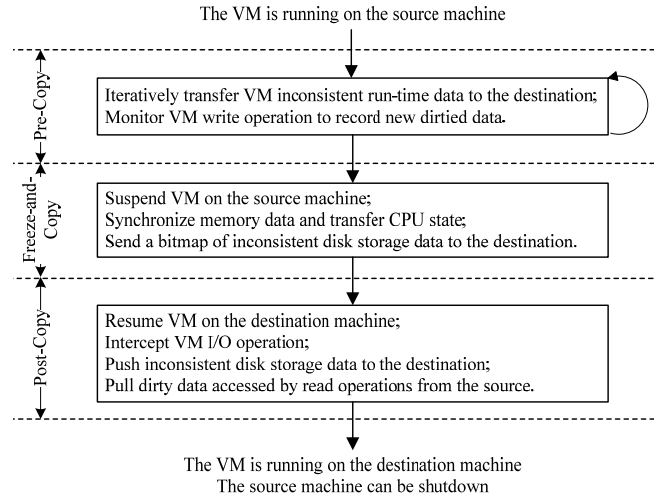 The VM is running on the source machine
Pre-Copy
Iteratively transfer VM inconsistent run-time data to the destination;
Monitor VM write operation to record new dirtied data.
Freeze-and-
Copy
Suspend VM on the source machine;
Synchronize memory data and transfer CPU state;
Send a bitmap of inconsistent disk storage data to the destination.
Post-Copy
Resume VM on the destination machine;
Intercept VM I/O operation;
Push inconsistent disk storage data to the destination;
Pull dirty data accessed by read operations from the source.
The VM is running on the destination machine
The source machine can be shutdown